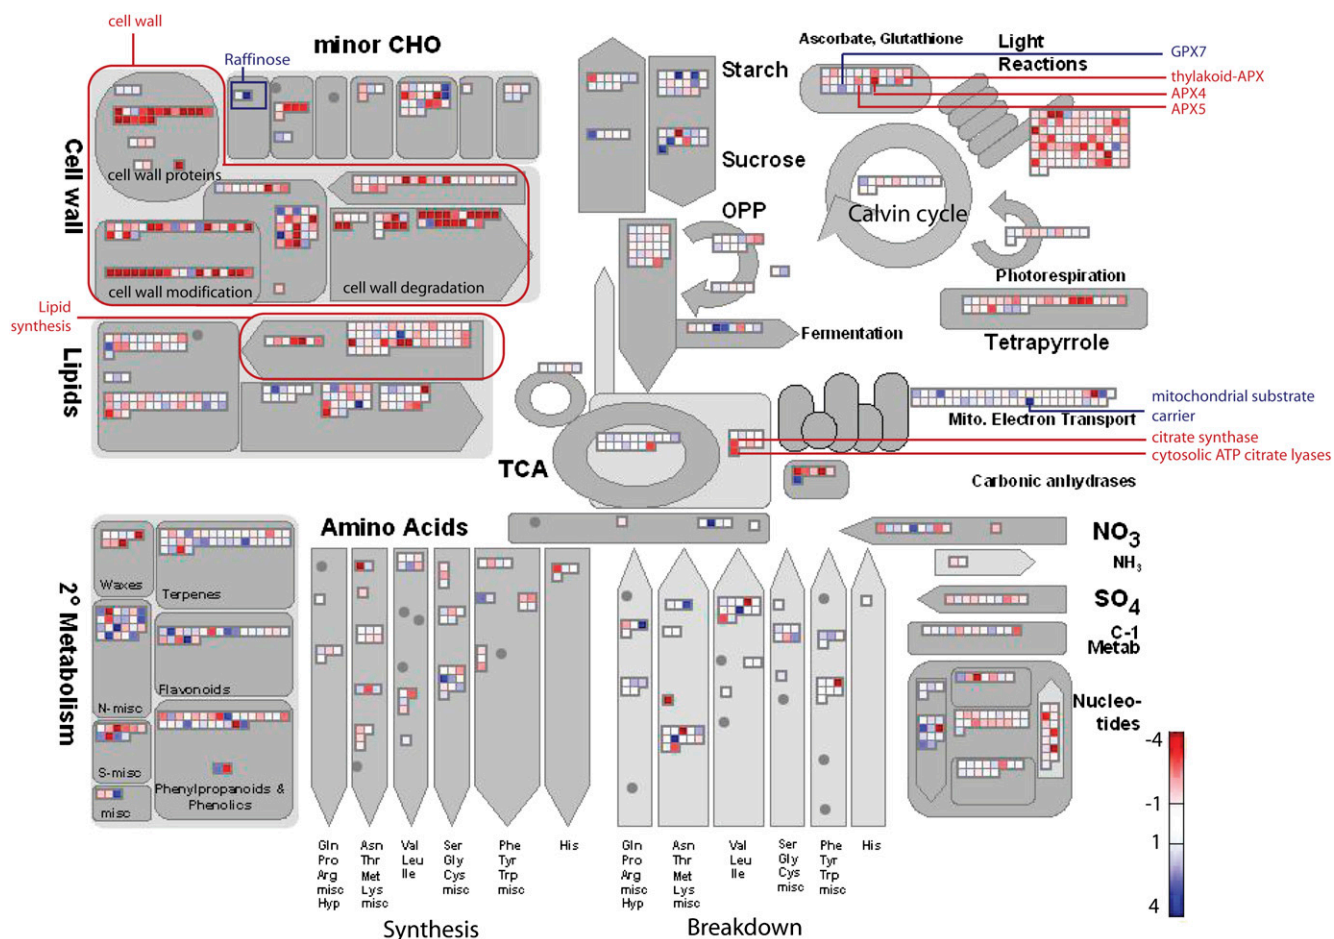 cell wall
Raffinose
minor CHO
Cell wall
cell wall proteins
cell wall modification
cell wall degradation
Lipid
synthesis
Lipids
Starch
Sucrose
OPP
Ascorbate, Glutathione
Light
Reactions
GPX7
thylakoid-APX
APX4
APX5
Calvin cycle
Photorespiration
Tetrapyrrole
Fermentation
TCA
Mito. Electron Transport
mitochondrial substrate
carrier
citrate synthase
cytosolic ATP citrate lyases
Carbonic anhydrases
2° Metabolism
Waxes
Terpenes
N-misc
Flavonoids
S-misc
misc
Phenylpropanoids &
Phenolics
Amino Acids
NO3
NH3
SO4
C-1
Metab
Nucleo-
tides
-4
-1
1
4
Gln
Pro
Arg
misc
Hyp
Asn
Thr
Met
Lys
misc
Val
Leu
Ile
Ser
Gly
Cys
misc
Phe
Tyr
Trp
misc
His
Gln
Pro
Arg
misc
Hyp
Asn
Thr
Met
Lys
misc
Val
Leu
Ile
Ser
Gly
Cys
misc
Phe
Tyr
Trp
misc
His
Synthesis
Breakdown